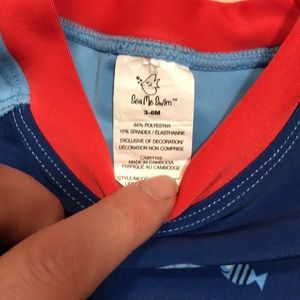 Sea Me Swim™
3-6M
84% POLYESTER
16% SPANDEX / ÉLASTHANNE
EXCLUSIVE OF DECORATION/
DÉCORATION NON COMPRISE
MADE IN CAMBODIA
FABRIQUÉ AU CAMBODGE